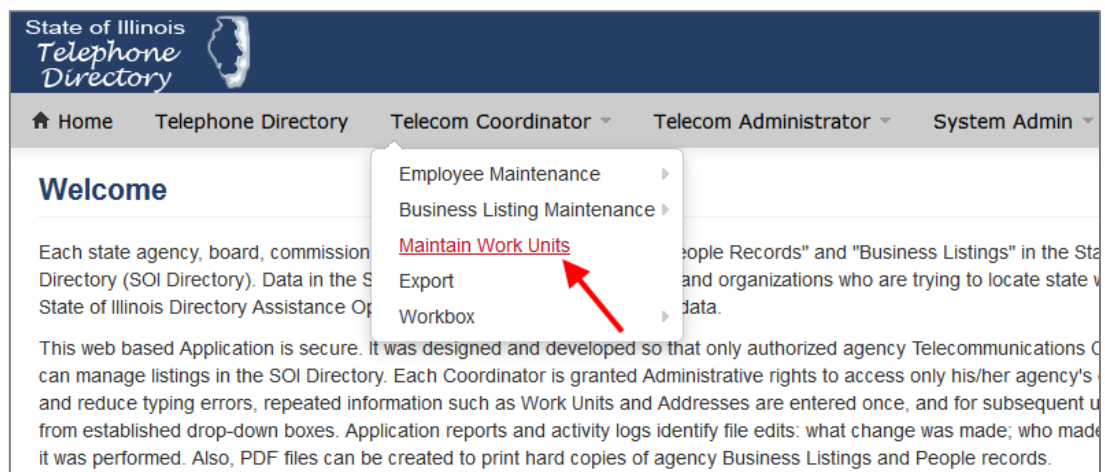 State of Illinois
Telephone
Directory
Home Telephone Directory Telecom Coordinator Telecom Administrator System Admin
Employee Maintenance
Business Listing Maintenance
Maintain Work Units
Export
Workbox
Welcome
Each state agency, board, commission eople Records" and "Business Listings" in the Sta
Directory (SOI Directory). Data in the S and organizations who are trying to locate state
State of Illinois Directory Assistance Op data.
This web based Application is secure. It was designed and developed so that only authorized agency Telecommunications C
can manage listings in the SOI Directory. Each Coordinator is granted Administrative rights to access only his/her agency's
and reduce typing errors, repeated information such as Work Units and Addresses are entered once, and for subsequent u
from established drop-down boxes. Application reports and activity logs identify file edits: what change was made; who made
it was performed. Also, PDF files can be created to print hard copies of agency Business Listings and People records.